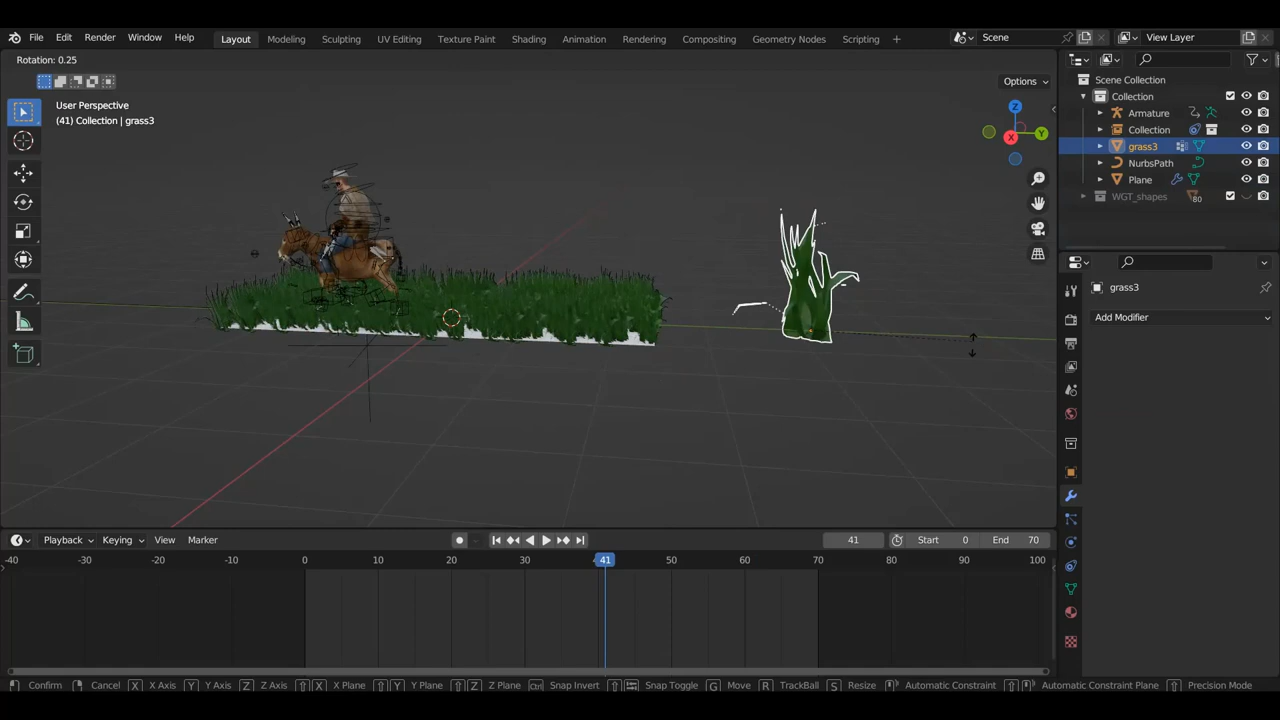 File Edit Render Window Help Layout Modeling Sculpting UV Editing Texture Paint Shading Animation Rendering Compositing Geometry Nodes Scripting + Scene View Layer
Rotation: 0.25
Options
User Perspective
(41) Collection | grass3
Z
Y
X
Scene Collection
Collection
Armature
Collection
grass3
NurbsPath
Plane
WGT_shapes 80
grass3
Add Modifier
Playback Keying View Marker 41 Start 0 End 70
-40 -30 -20 -10 0 10 20 30 41 50 60 70 80 90 100
Confirm Cancel X X Axis Y Y Axis Z Z Axis X X Plane Y Y Plane Z Z Plane Ctrl Snap Invert Snap Toggle G Move R TrackBall S Resize Automatic Constraint Automatic Constraint Plane Precision Mode